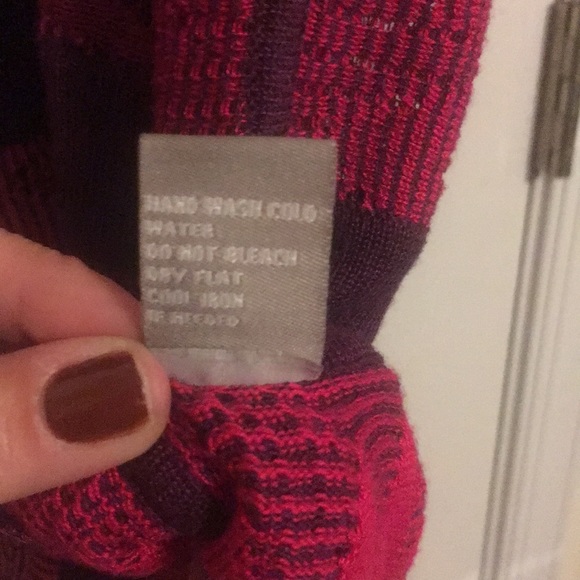 HAND WASH COLD
WATER
DO NOT BLEACH
DRY FLAT
COOL IRON
IF NEEDED